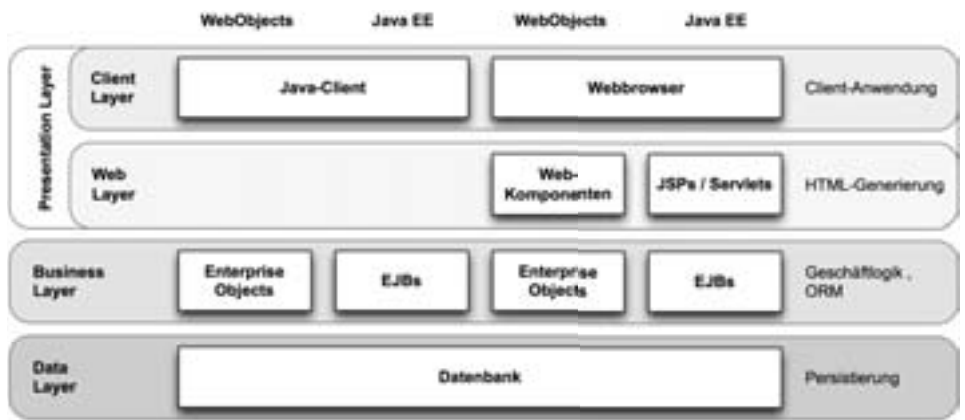 WebObjects Java EE WebObjects Java EE
Presentation Layer
Client
Layer
Java-Client
Webbrowser
Client-Anwendung
Web
Layer
Web-
Komponenten
JSPs / Servlets
HTML-Generierung
Business
Layer
Enterprise
Objects
EJBs
Enterprise
Objects
EJBs
Geschäftlogik ,
ORM
Data
Layer
Datenbank
Persistierung